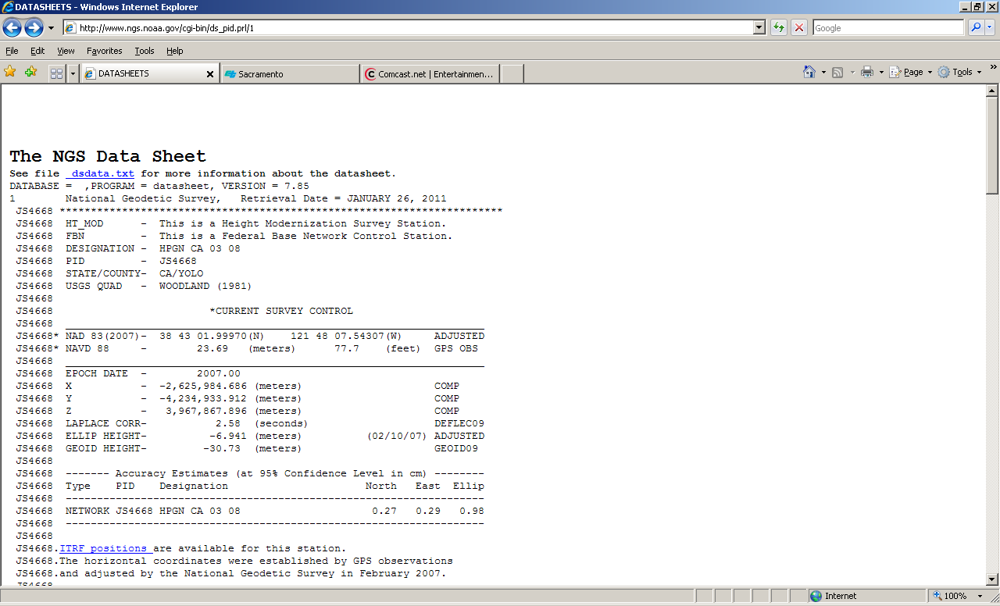 DATASHEETS - Windows Internet Explorer
http://www.ngs.noaa.gov/cgi-bin/ds_pid.prl/1
Google
File Edit View Favorites Tools Help
DATASHEETS
Sacramento
Comcast.net | Entertainmen...
Page
Tools
The NGS Data Sheet
See file dsdata.txt for more information about the datasheet.
DATABASE =  ,PROGRAM = datasheet, VERSION = 7.85
1        National Geodetic Survey,   Retrieval Date = JANUARY 26, 2011
JS4668 ***********************************************************************
JS4668  HT_MOD      -  This is a Height Modernization Survey Station.
JS4668  FBN         -  This is a Federal Base Network Control Station.
JS4668  DESIGNATION -  HPGN CA 03 08
JS4668  PID         -  JS4668
JS4668  STATE/COUNTY-  CA/YOLO
JS4668  USGS QUAD   -  WOODLAND (1981)
JS4668
JS4668                         *CURRENT SURVEY CONTROL
JS4668
JS4668* NAD 83(2007)-  38 43 01.99970(N)    121 48 07.54307(W)     ADJUSTED
JS4668* NAVD 88     -        23.69   (meters)      77.7    (feet)  GPS OBS
JS4668
JS4668  EPOCH DATE  -        2007.00
JS4668  X           -  -2,625,984.686 (meters)                     COMP
JS4668  Y           -  -4,234,933.912 (meters)                     COMP
JS4668  Z           -   3,967,867.896 (meters)                     COMP
JS4668  LAPLACE CORR-           2.58  (seconds)                    DEFLEC09
JS4668  ELLIP HEIGHT-          -6.941 (meters)          (02/10/07) ADJUSTED
JS4668  GEOID HEIGHT-         -30.73  (meters)                     GEOID09
JS4668
JS4668  ------- Accuracy Estimates (at 95% Confidence Level in cm) --------
JS4668  Type    PID    Designation                      North   East  Ellip
JS4668  -------------------------------------------------------------------
JS4668  NETWORK JS4668 HPGN CA 03 08                     0.27   0.29   0.98
JS4668  -------------------------------------------------------------------
JS4668
JS4668.ITRF positions are available for this station.
JS4668.The horizontal coordinates were established by GPS observations
JS4668.and adjusted by the National Geodetic Survey in February 2007.
JS4668
Internet
100%